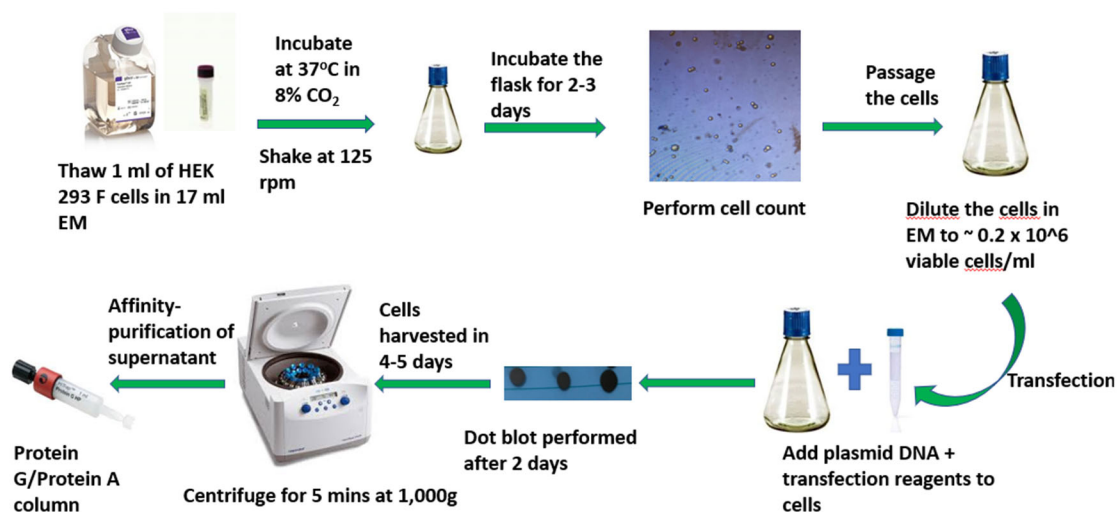 Thaw 1 ml of HEK
293 F cells in 17 ml
EM
Incubate
at 37⁰C in
8% CO₂
Shake at 125
rpm
Incubate the
flask for 2-3
days
Perform cell count
Passage
the cells
Dilute the cells in
EM to ~ 0.2 x 10^6
viable cells/ml
Transfection
Add plasmid DNA +
transfection reagents to
cells
Dot blot performed
after 2 days
Cells
harvested in
4-5 days
Centrifuge for 5 mins at 1,000g
Affinity-
purification of
supernatant
Protein
G/Protein A
column